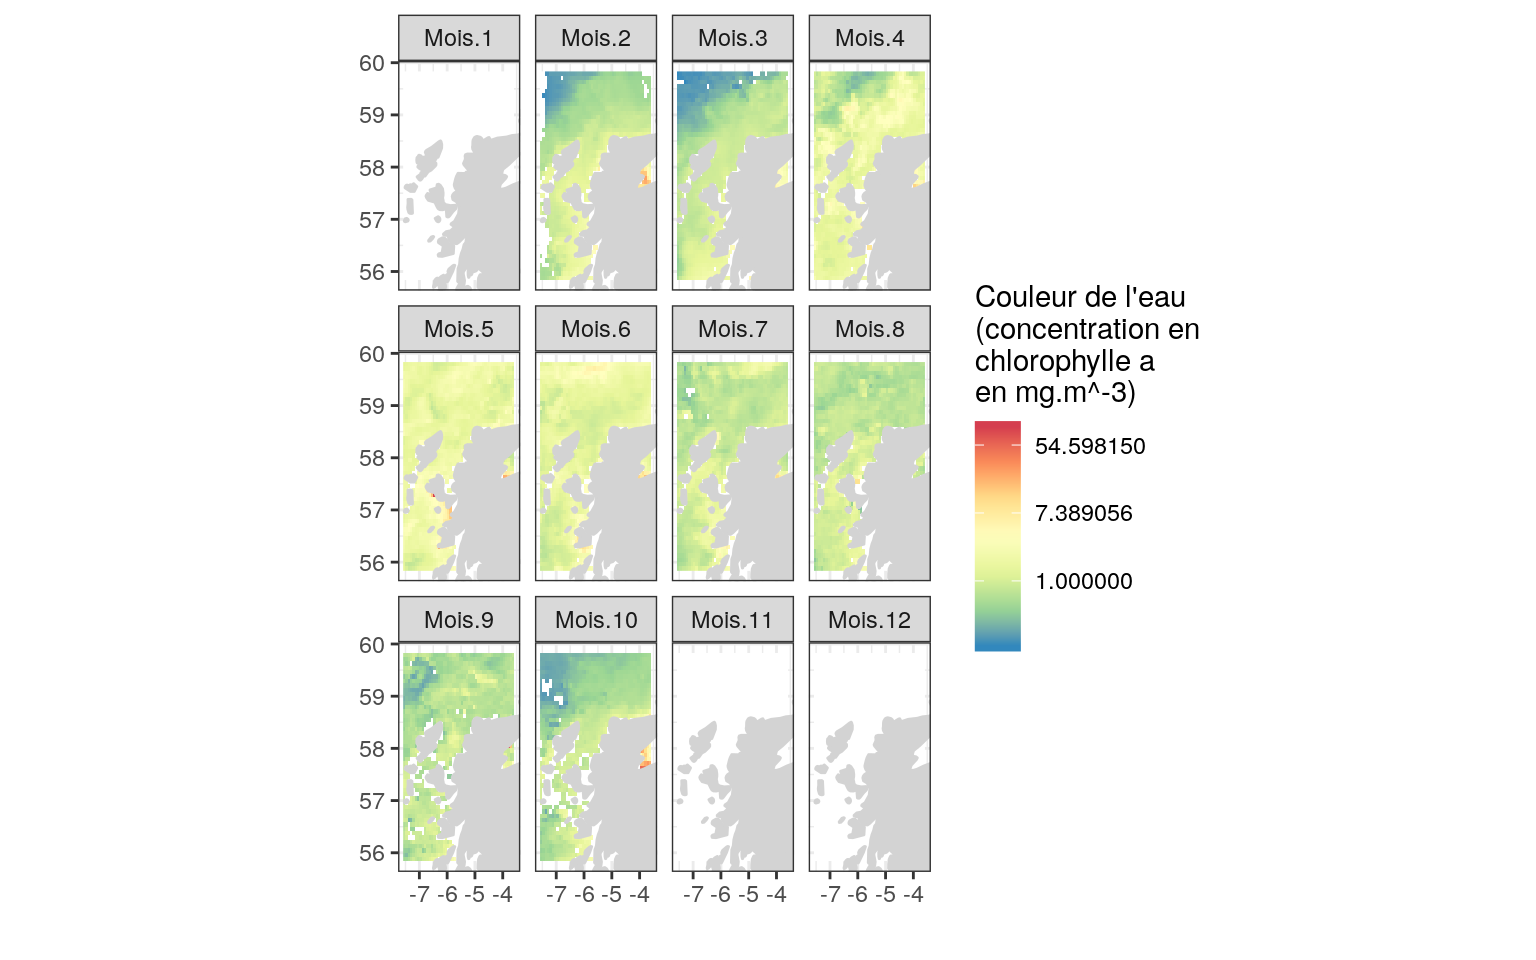 Mois.1 Mois.2 Mois.3 Mois.4
60
59
58
57
56
Mois.5 Mois.6 Mois.7 Mois.8
60
59
58
57
56
Mois.9 Mois.10 Mois.11 Mois.12
60
59
58
57
56
-7 -6 -5 -4 -7 -6 -5 -4 -7 -6 -5 -4 -7 -6 -5 -4
Couleur de l'eau
(concentration en
chlorophylle a
en mg.m^-3)
54.598150
7.389056
1.000000